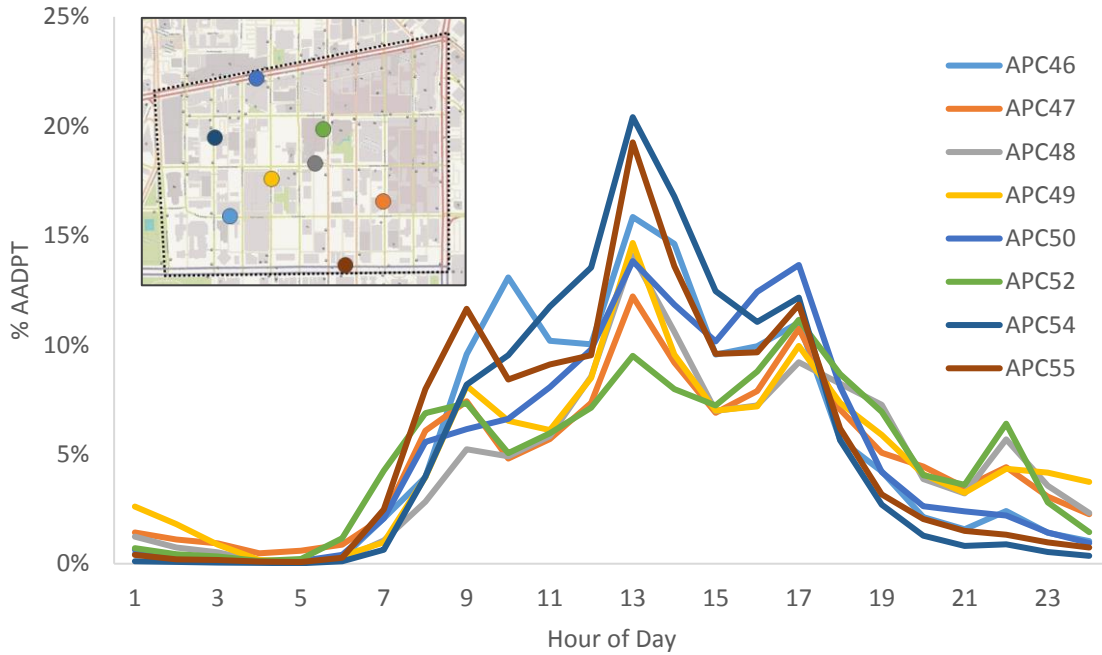 25%
20%
15%
10%
5%
0%
% AADPT
1 3 5 7 9 11 13 15 17 19 21 23
Hour of Day
APC46
APC47
APC48
APC49
APC50
APC52
APC54
APC55